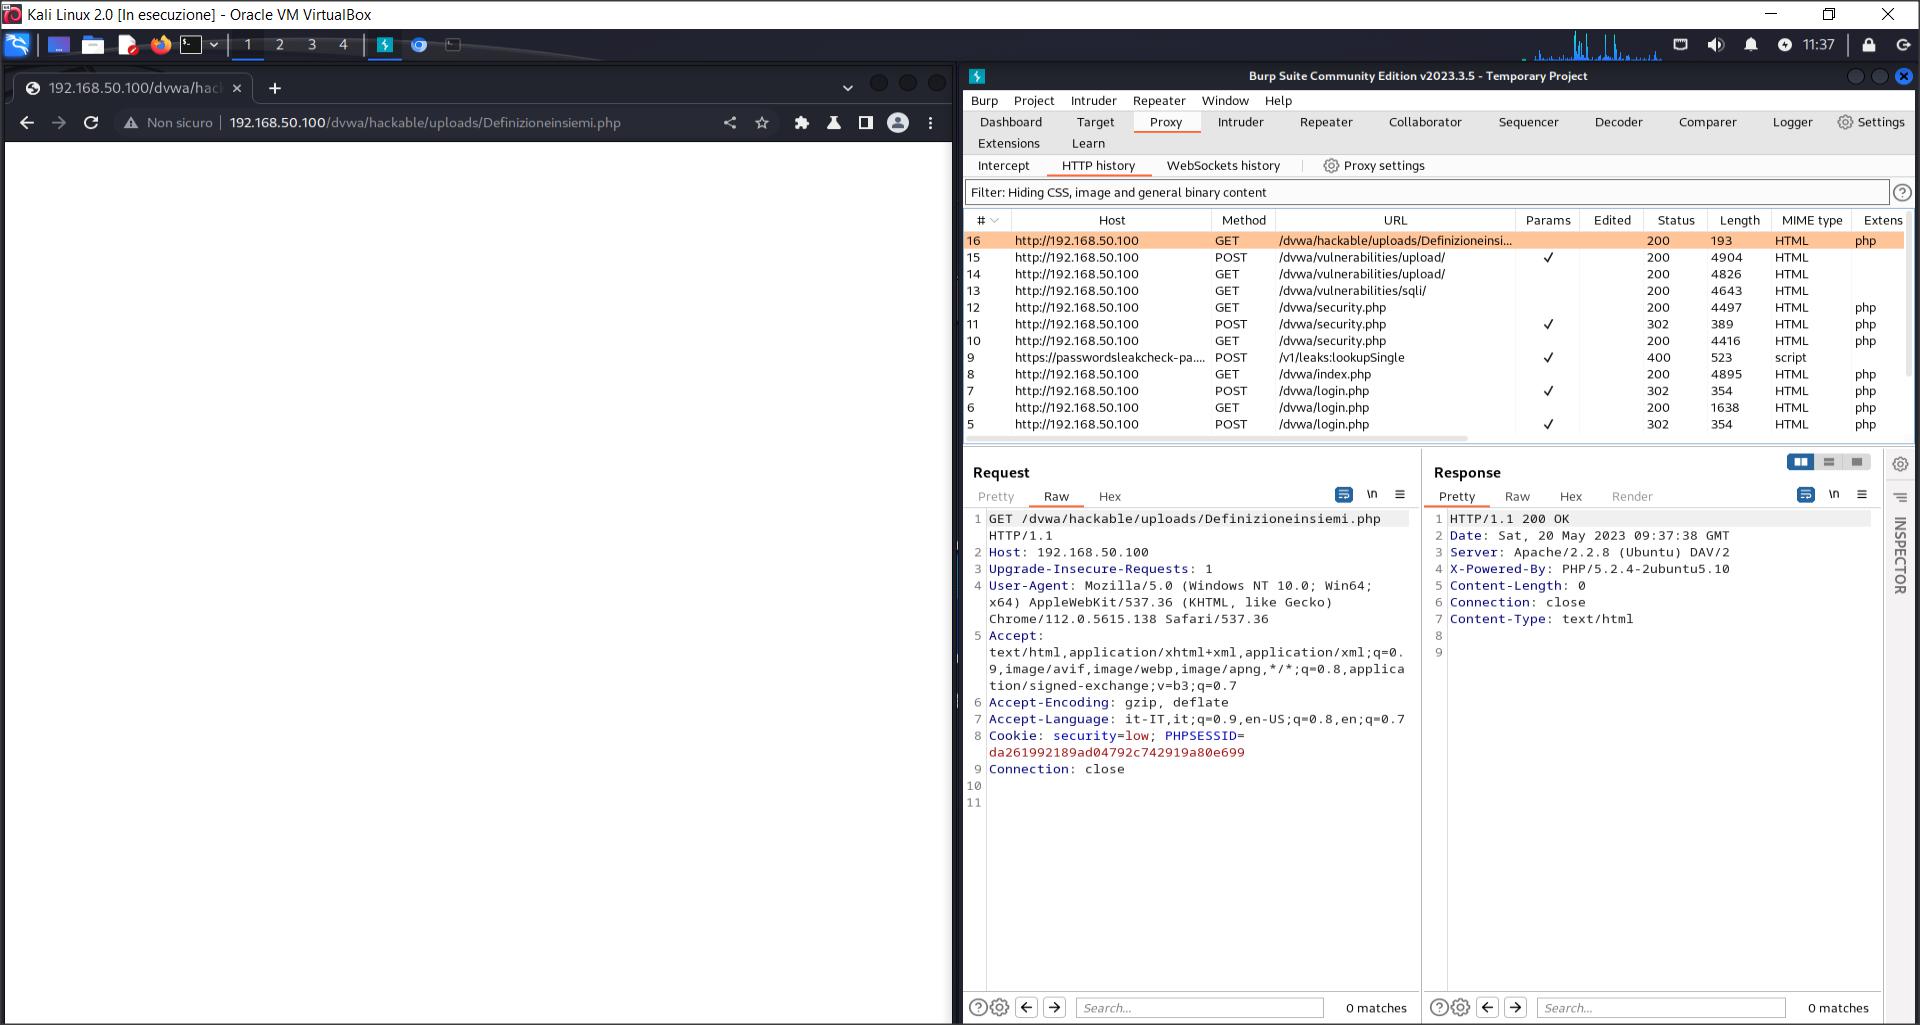 Kali Linux 2.0 [In esecuzione] - Oracle VM VirtualBox
1 2 3 4
11:37
192.168.50.100/dvwa/hac
Non sicuro 192.168.50.100/dvwa/hackable/uploads/Definizioneinsiemi.php
Burp Suite Community Edition v2023.3.5 - Temporary Project
Burp Project Intruder Repeater Window Help
Dashboard Target Proxy Intruder Repeater Collaborator Sequencer Decoder Comparer Logger Settings
Extensions Learn
Intercept HTTP history WebSockets history Proxy settings
Filter: Hiding CSS, image and general binary content
# Host Method URL Params Edited Status Length MIME type Extens
16 http://192.168.50.100 GET /dvwa/hackable/uploads/Definizioneinsi... 200 193 HTML php
15 http://192.168.50.100 POST /dvwa/vulnerabilities/upload/ ✓ 200 4904 HTML
14 http://192.168.50.100 GET /dvwa/vulnerabilities/upload/ 200 4826 HTML
13 http://192.168.50.100 GET /dvwa/vulnerabilities/sqli/ 200 4643 HTML
12 http://192.168.50.100 GET /dvwa/security.php 200 4497 HTML php
11 http://192.168.50.100 POST /dvwa/security.php ✓ 302 389 HTML php
10 http://192.168.50.100 GET /dvwa/security.php 200 4416 HTML php
9 https://passwordsleakcheck-pa.... POST /v1/leaks:lookupSingle ✓ 400 523 script
8 http://192.168.50.100 GET /dvwa/index.php 200 4895 HTML php
7 http://192.168.50.100 POST /dvwa/login.php ✓ 302 354 HTML php
6 http://192.168.50.100 GET /dvwa/login.php 200 1638 HTML php
5 http://192.168.50.100 POST /dvwa/login.php ✓ 302 354 HTML php
Request
Pretty Raw Hex \n
1 GET /dvwa/hackable/uploads/Definizioneinsiemi.php
HTTP/1.1
2 Host: 192.168.50.100
3 Upgrade-Insecure-Requests: 1
4 User-Agent: Mozilla/5.0 (Windows NT 10.0; Win64;
x64) AppleWebKit/537.36 (KHTML, like Gecko)
Chrome/112.0.5615.138 Safari/537.36
5 Accept:
text/html,application/xhtml+xml,application/xml;q=0.
9,image/avif,image/webp,image/apng,*/*;q=0.8,applica
tion/signed-exchange;v=b3;q=0.7
6 Accept-Encoding: gzip, deflate
7 Accept-Language: it-IT,it;q=0.9,en-US;q=0.8,en;q=0.7
8 Cookie: security=low; PHPSESSID=
da261992189ad04792c742919a80e699
9 Connection: close
10
11
Search...
0 matches
Response
Pretty Raw Hex Render \n
1 HTTP/1.1 200 OK
2 Date: Sat, 20 May 2023 09:37:38 GMT
3 Server: Apache/2.2.8 (Ubuntu) DAV/2
4 X-Powered-By: PHP/5.2.4-2ubuntu5.10
5 Content-Length: 0
6 Connection: close
7 Content-Type: text/html
8
9
Search...
0 matches
INSPECTOR